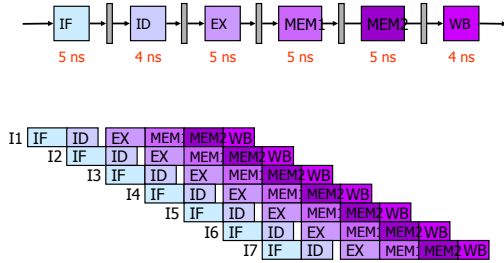 IF ID EX MEM1 MEM2 WB
5 ns 4 ns 5 ns 5 ns 5 ns 4 ns
I1 IF ID EX MEM1 MEM2 WB
I2 IF ID EX MEM1 MEM2 WB
I3 IF ID EX MEM1 MEM2 WB
I4 IF ID EX MEM1 MEM2 WB
I5 IF ID EX MEM1 MEM2 WB
I6 IF ID EX MEM1 MEM2 WB
I7 IF ID EX MEM1 MEM2 WB